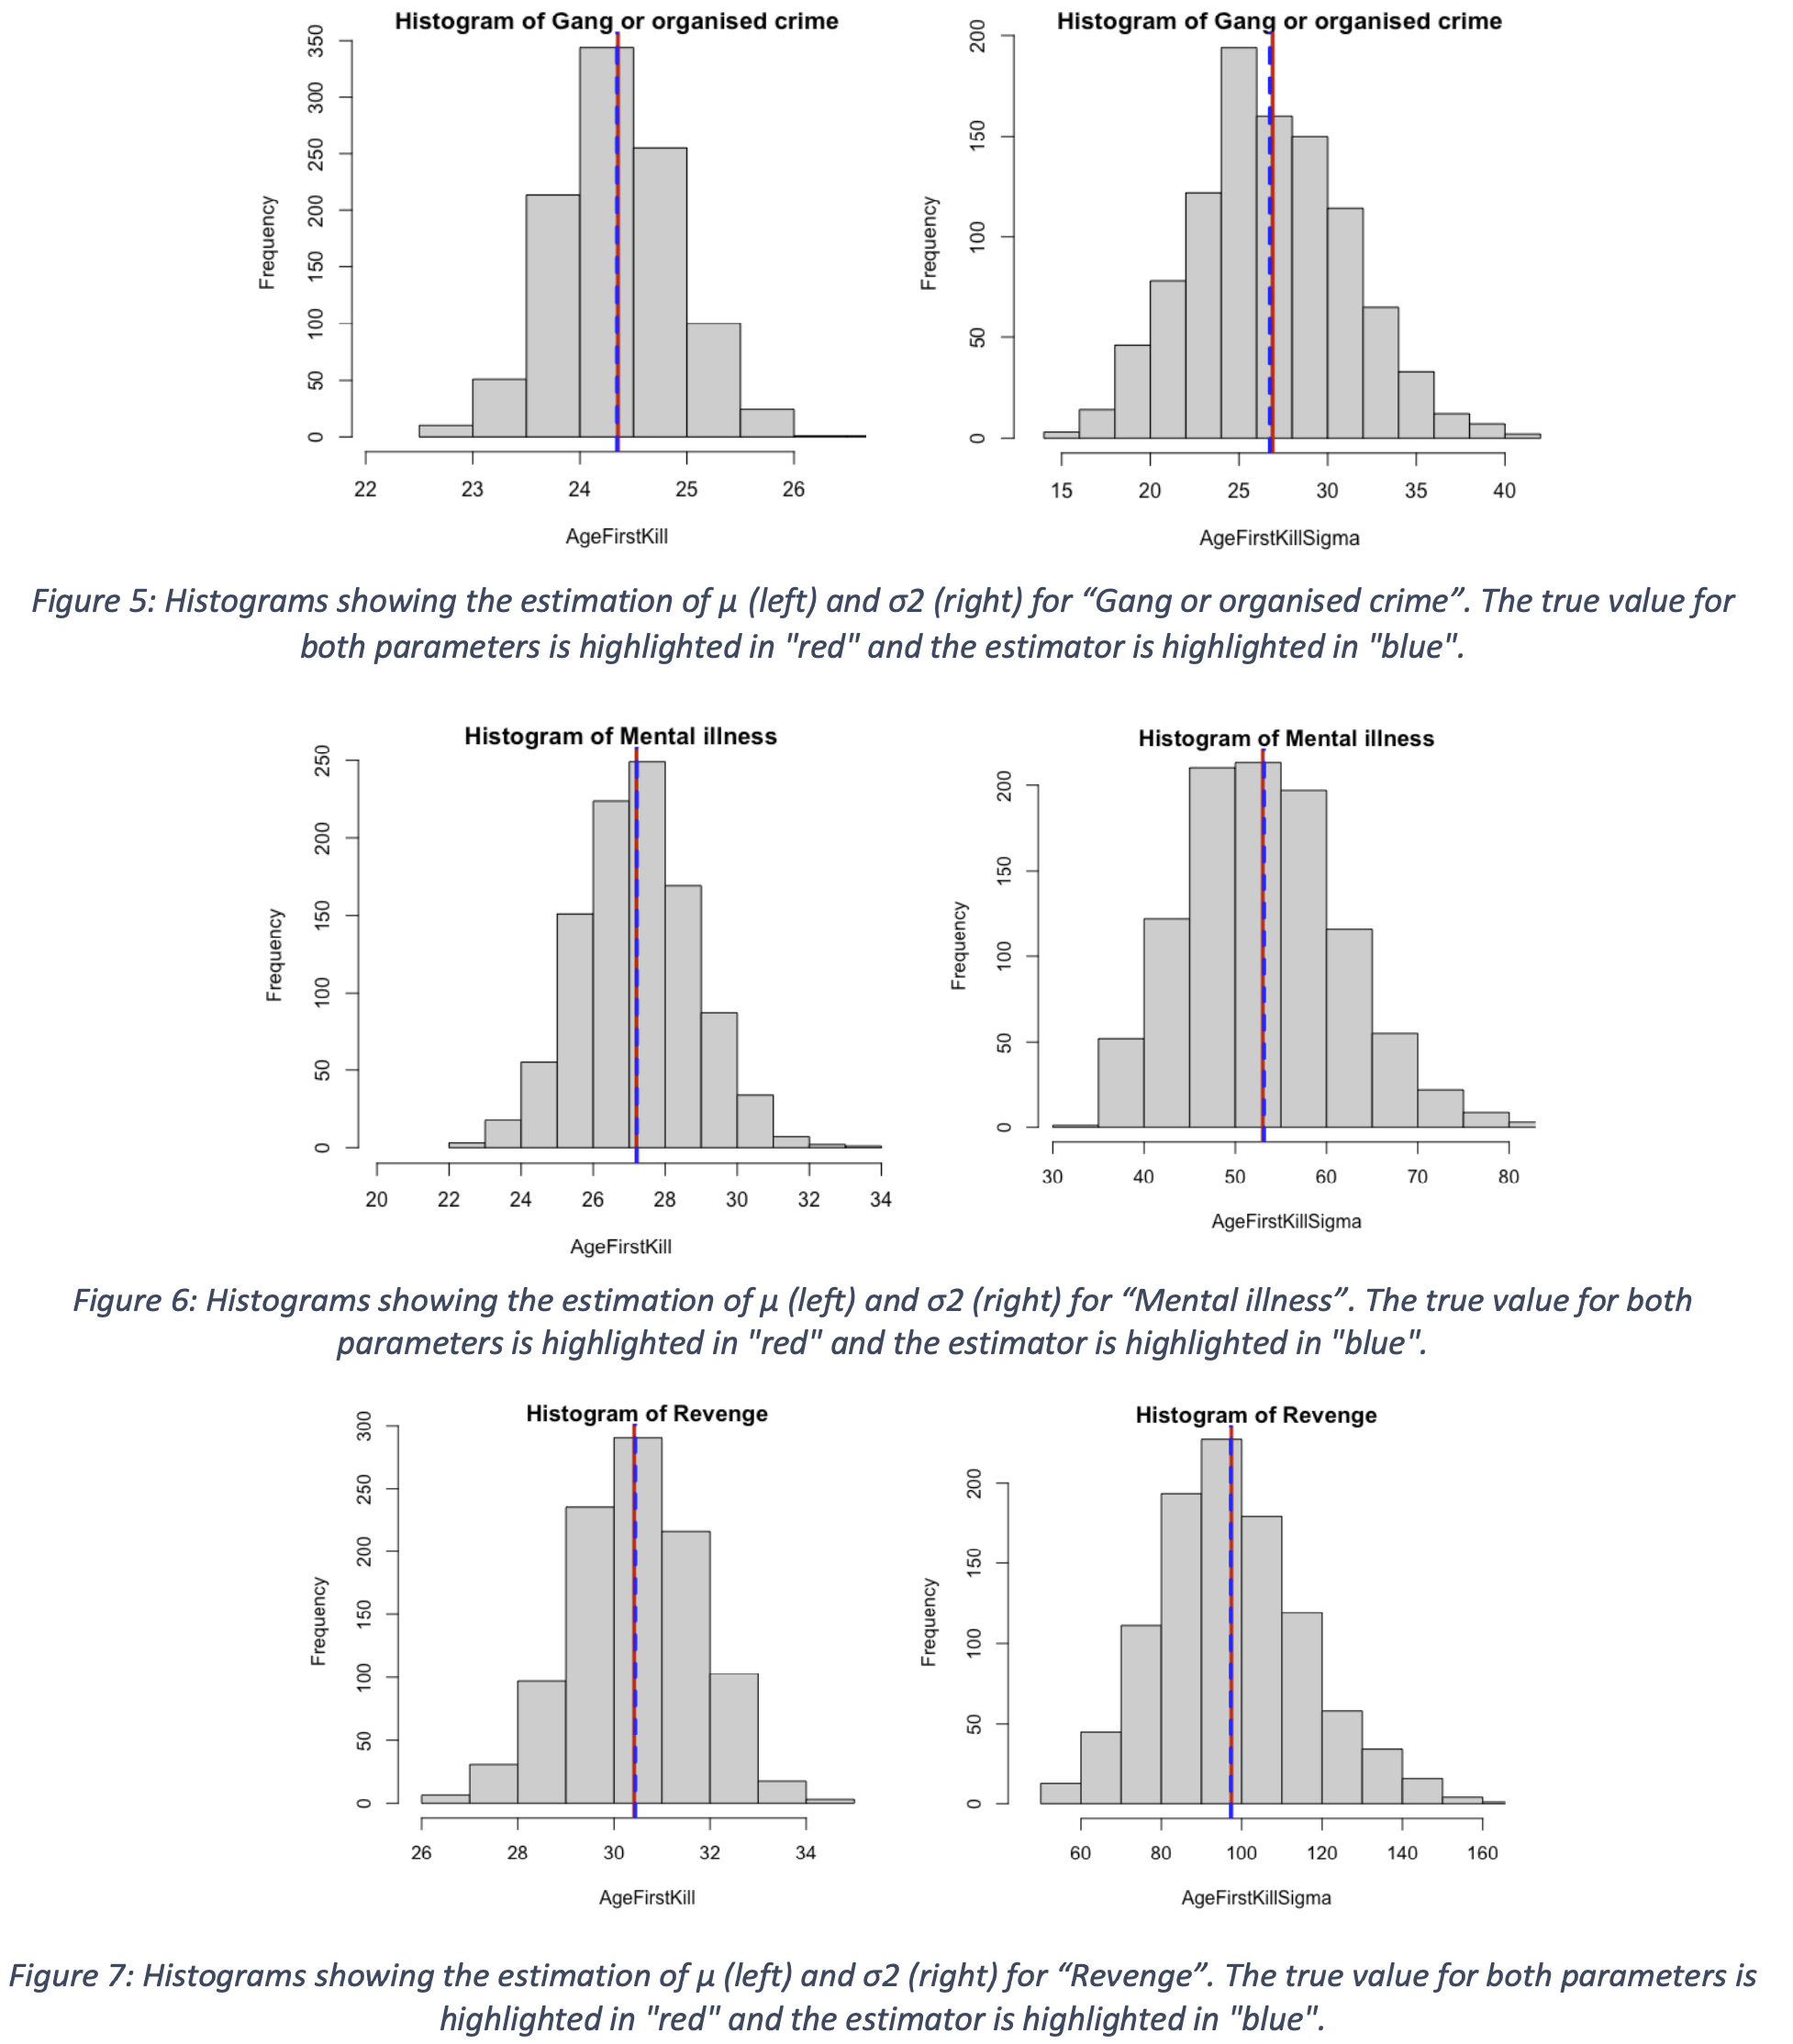 Histogram of Gang or organised crime
Frequency
0 50 100 150 200 250 300 350
22 23 24 25 26
AgeFirstKill
Histogram of Gang or organised crime
Frequency
0 50 100 150 200
15 20 25 30 35 40
AgeFirstKillSigma
Figure 5: Histograms showing the estimation of μ (left) and σ2 (right) for “Gang or organised crime”. The true value for
both parameters is highlighted in "red" and the estimator is highlighted in "blue".
Histogram of Mental illness
Frequency
0 50 100 150 200 250
20 22 24 26 28 30 32 34
AgeFirstKill
Histogram of Mental illness
Frequency
0 50 100 150 200
30 40 50 60 70 80
AgeFirstKillSigma
Figure 6: Histograms showing the estimation of μ (left) and σ2 (right) for “Mental illness”. The true value for both
parameters is highlighted in "red" and the estimator is highlighted in "blue".
Histogram of Revenge
Frequency
0 50 100 150 200 250 300
26 28 30 32 34
AgeFirstKill
Histogram of Revenge
Frequency
0 50 100 150 200
60 80 100 120 140 160
AgeFirstKillSigma
Figure 7: Histograms showing the estimation of μ (left) and σ2 (right) for “Revenge”. The true value for both parameters is
highlighted in "red" and the estimator is highlighted in "blue".